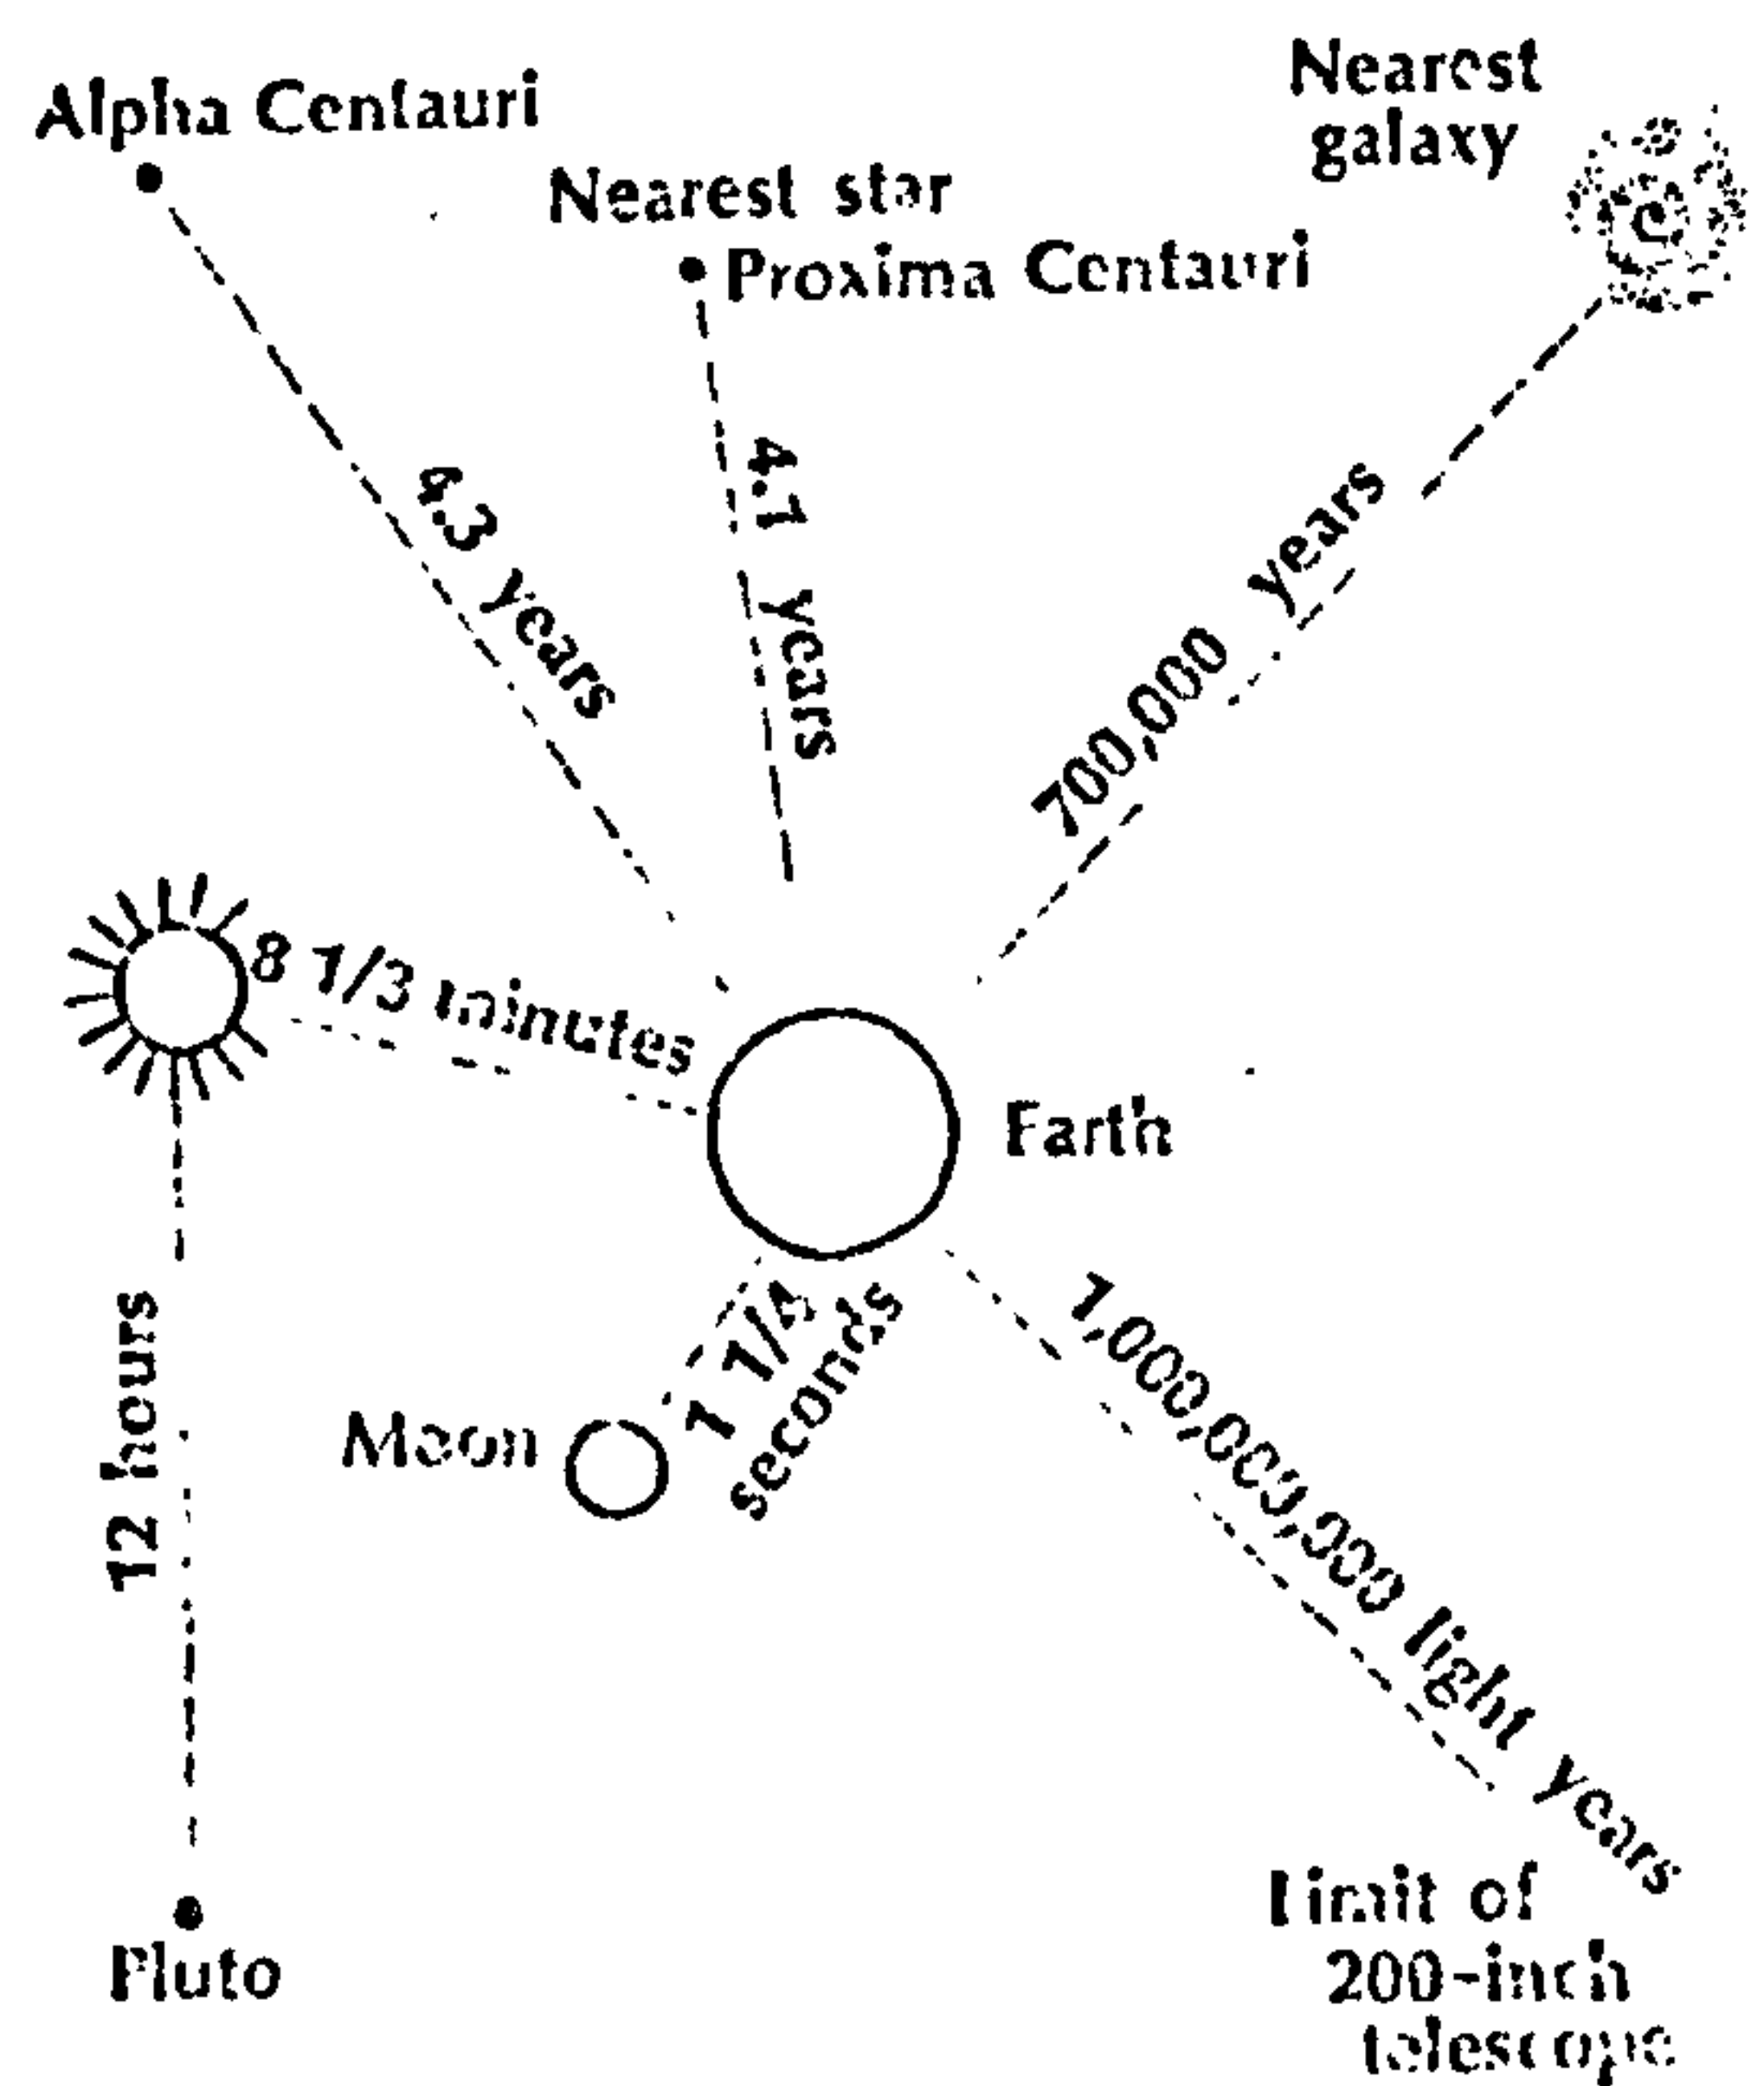 Alpha Centauri
Nearest star
Proxima Centauri
Nearest
galaxy
4.3 years
4.1 years
700,000 years
8 1/3 minutes
Earth
12 hours
Moon
1 1/4
seconds
1,000,000,000 light years
Pluto
Limit of
200-inch
telescope